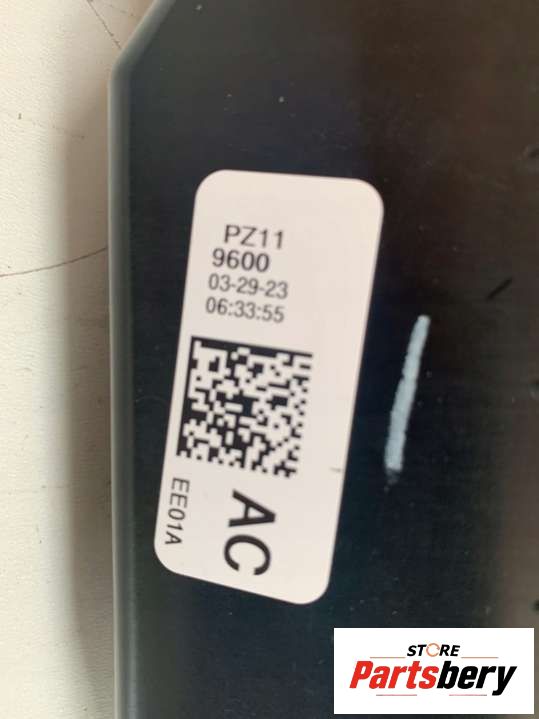 PZ11
9600
03-29-23
06:33:55
AC
EE01A
STORE
Partsbery